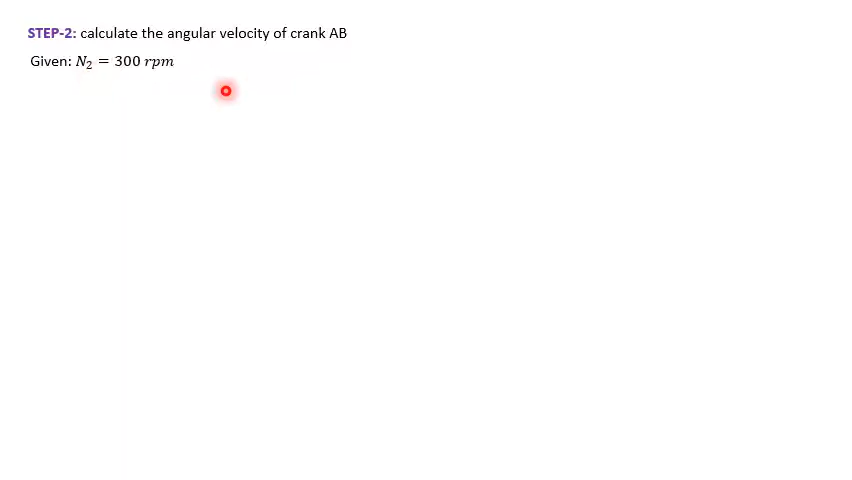 STEP-2: calculate the angular velocity of crank AB
Given: N₂ = 300 rpm